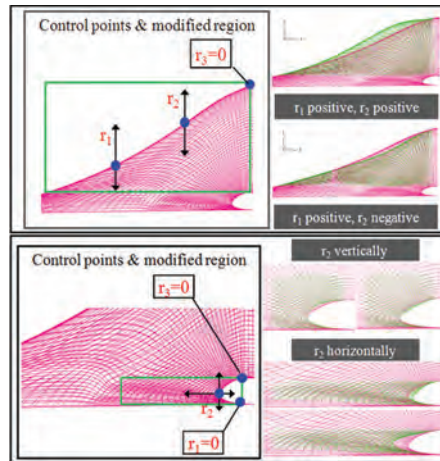 Control points & modified region
r3=0
r2
r1
r1 positive, r2 positive
r1 positive, r2 negative
Control points & modified region
r3=0
r2
r1=0
r2 vertically
r2 horizontally